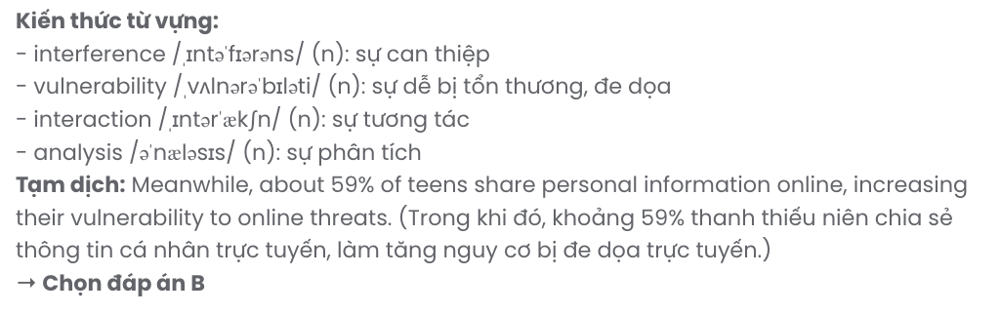 Kiến thức từ vựng:
- interference /ˌɪntəˈfɪərəns/ (n): sự can thiệp
- vulnerability /ˌvʌlnərəˈbɪləti/ (n): sự dễ bị tổn thương, đe dọa
- interaction /ˌɪntərˈækʃn/ (n): sự tương tác
- analysis /əˈnæləsɪs/ (n): sự phân tích
Tạm dịch: Meanwhile, about 59% of teens share personal information online, increasing
their vulnerability to online threats. (Trong khi đó, khoảng 59% thanh thiếu niên chia sẻ
thông tin cá nhân trực tuyến, làm tăng nguy cơ bị đe dọa trực tuyến.)
→ Chọn đáp án B